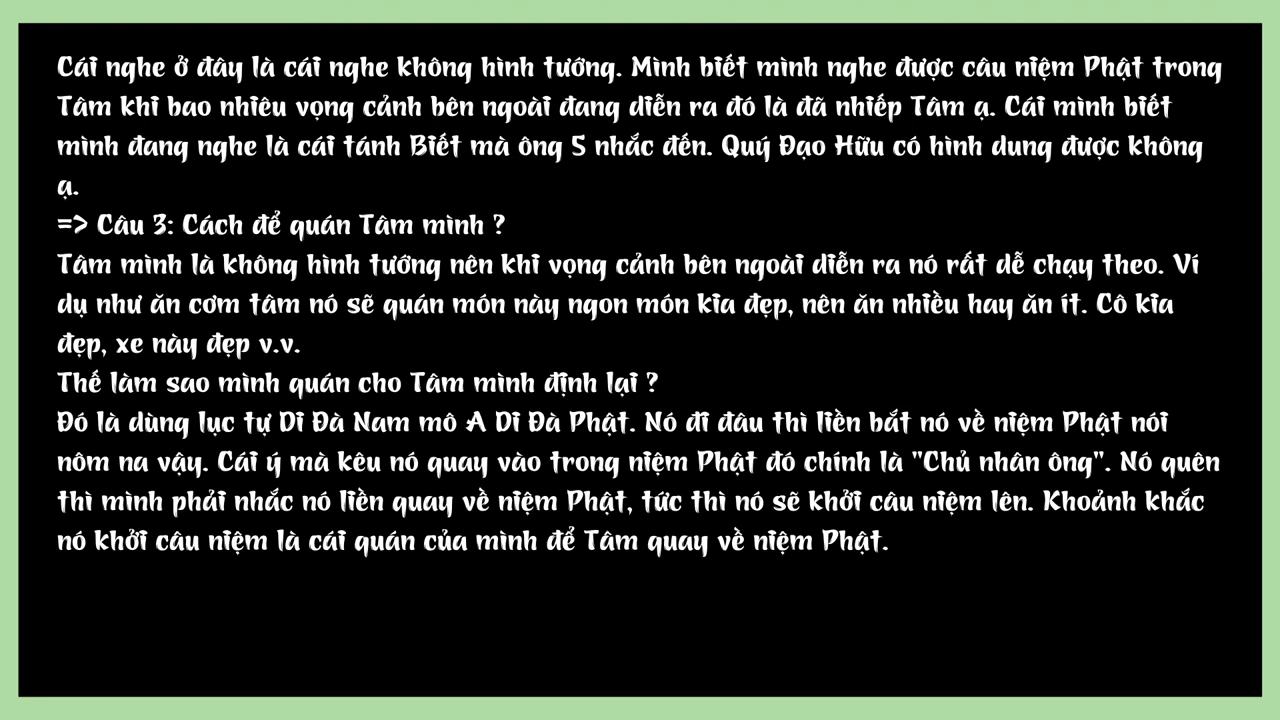 Cái nghe ở đây là cái nghe không hình tướng. Mình biết mình nghe được câu niệm Phật trong
Tâm khi bao nhiêu vọng cảnh bên ngoài đang diễn ra đó là đã nhiếp Tâm ạ. Cái mình biết
mình đang nghe là cái tánh Biết mà ông 5 nhắc đến. Quý Đạo Hữu có hình dung được không
ạ.
=> Câu 3: Cách để quán Tâm mình ?
Tâm mình là không hình tướng nên khi vọng cảnh bên ngoài diễn ra nó rất dễ chạy theo. Ví
dụ như ăn cơm tâm nó sẽ quán món này ngon món kia đẹp, nên ăn nhiều hay ăn ít. Cô kia
đẹp, xe này đẹp v.v.
Thế làm sao mình quán cho Tâm mình định lại ?
Đó là dùng lục tự Di Đà Nam mô A Di Đà Phật. Nó đi đâu thì liền bắt nó về niệm Phật nói
nôm na vậy. Cái ý mà kêu nó quay vào trong niệm Phật đó chính là "Chủ nhân ông". Nó quên
thì mình phải nhắc nó liền quay về niệm Phật, tức thì nó sẽ khởi câu niệm lên. Khoảnh khắc
nó khởi câu niệm là cái quán của mình để Tâm quay về niệm Phật.